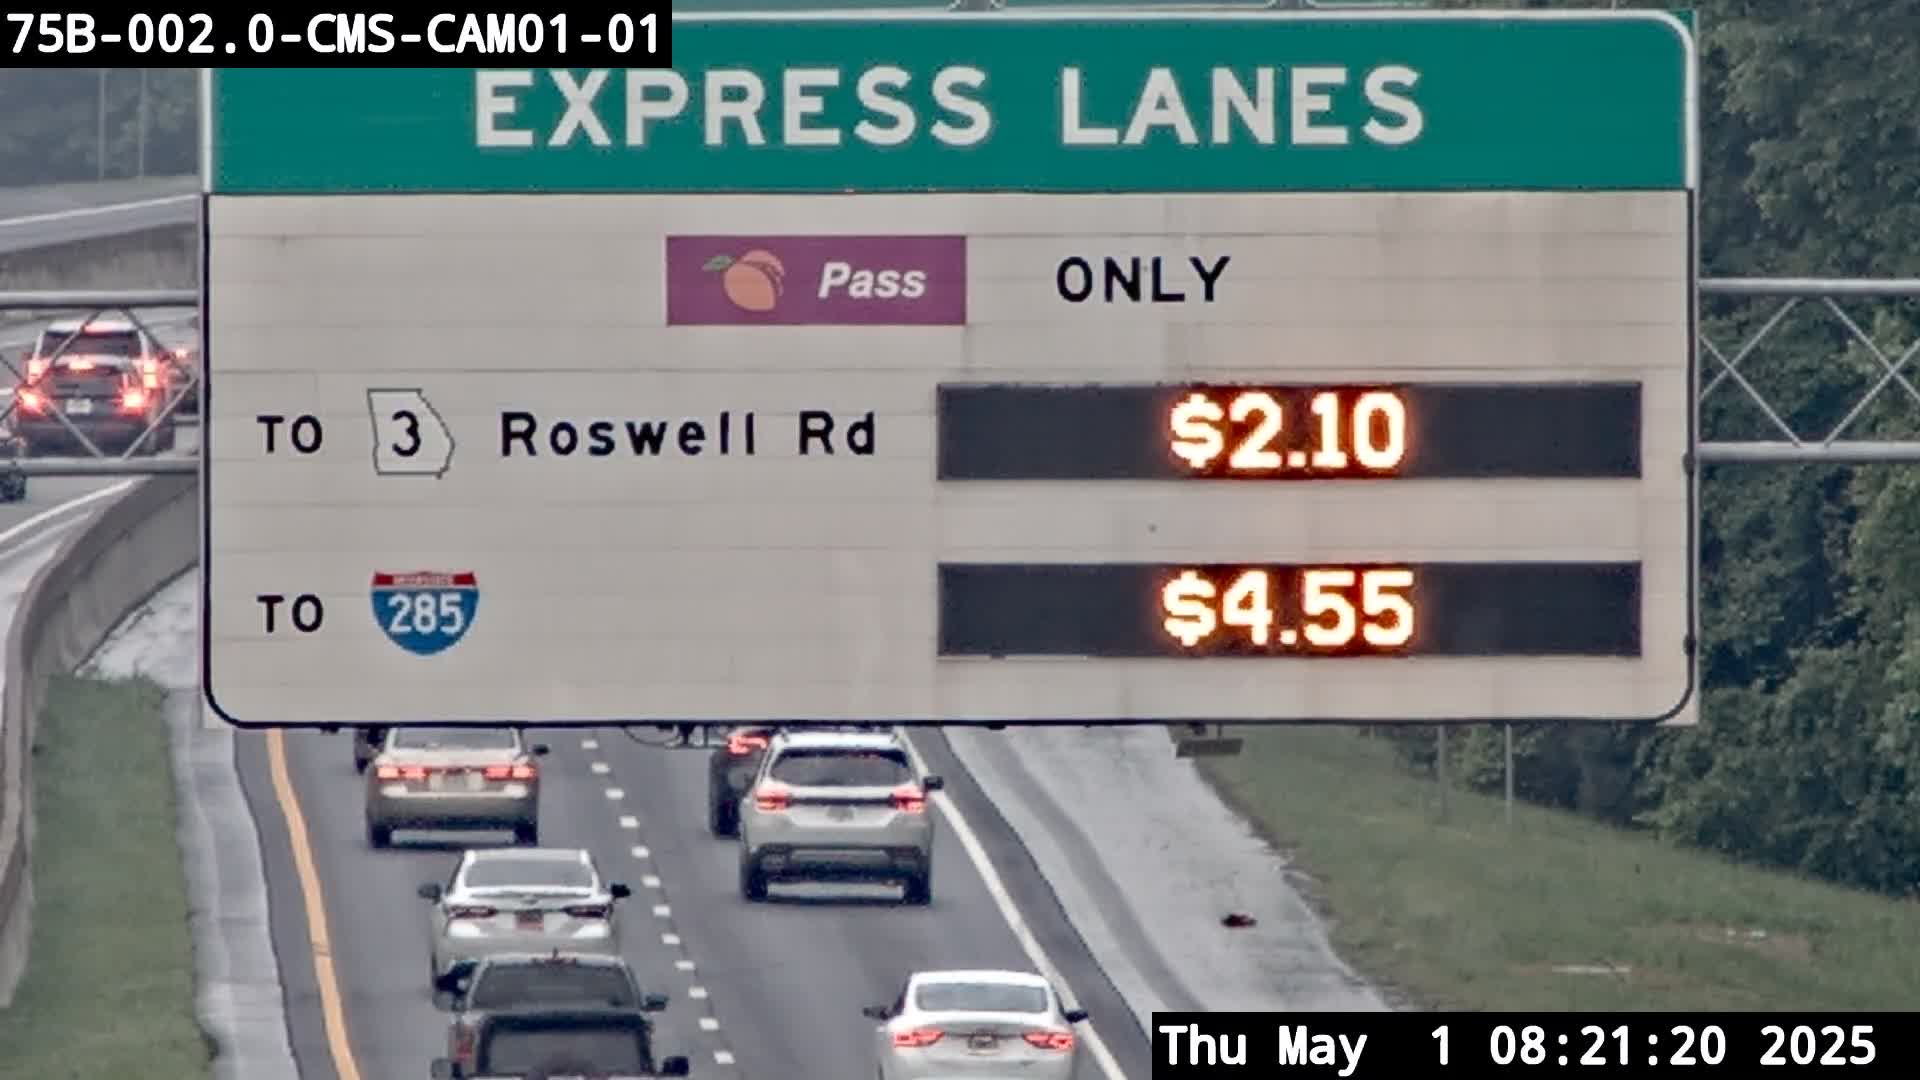 75B-002.0-CMS-CAM01-01
EXPRESS LANES
Pass ONLY
TO 3 Roswell Rd $2.10
TO INTERSTATE 285 $4.55
Thu May 1 08:21:20 2025